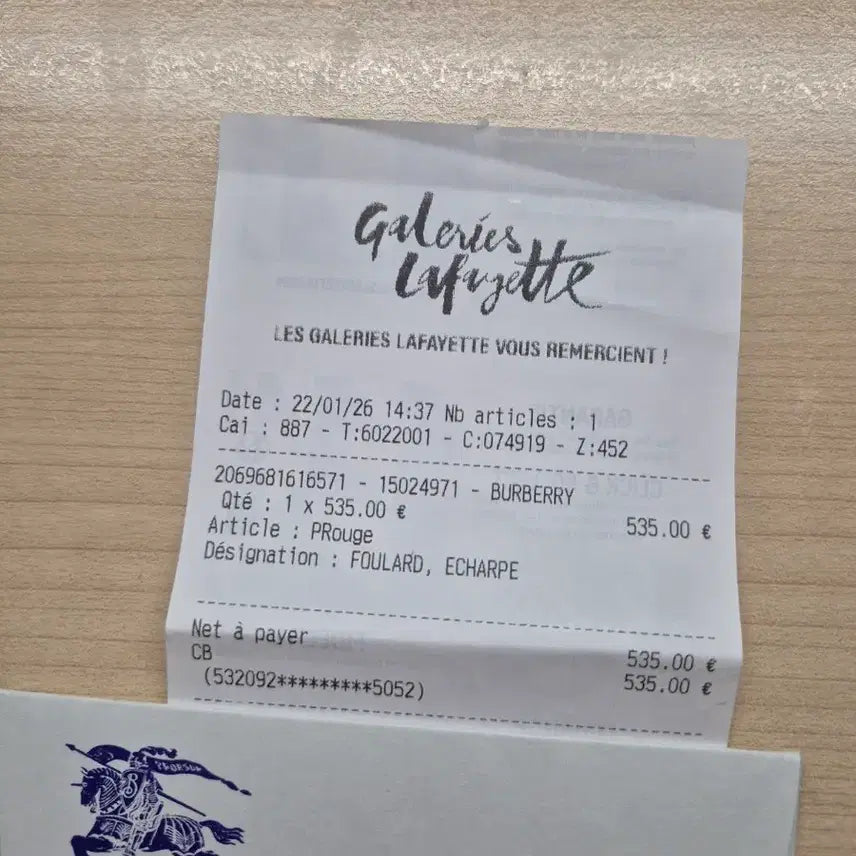 Galeries
Lafayette
LES GALERIES LAFAYETTE VOUS REMERCIENT !
Date : 22/01/26 14:37 Nb articles : 1
Cai : 887 - T:6022001 - C:074919 - Z:452
2069681616571 - 15024971 - BURBERRY
Qté : 1 x 535.00 € 535.00 €
Article : PRouge
Désignation : FOULARD, ECHARPE
Net à payer 535.00 €
CB 535.00 €
(532092*********5052)
PRORSUM